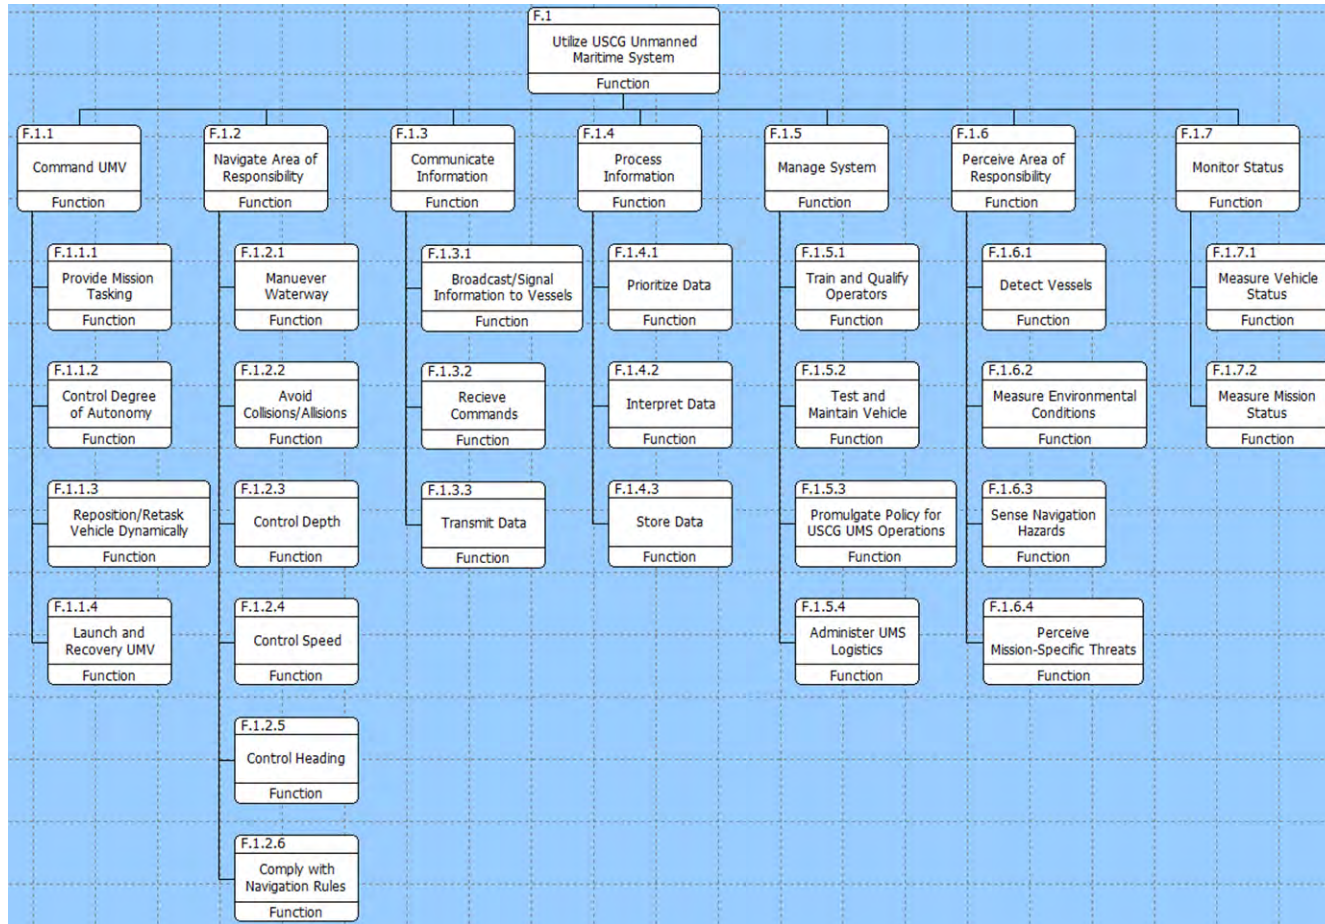 F.1
Utilize USCG Unmanned
Maritime System
Function
F.1.1
Command UMV
Function
F.1.2
Navigate Area of
Responsibility
Function
F.1.3
Communicate
Information
Function
F.1.4
Process
Information
Function
F.1.5
Manage System
Function
F.1.6
Perceive Area of
Responsibility
Function
F.1.7
Monitor Status
Function
F.1.1.1
Provide Mission
Tasking
Function
F.1.1.2
Control Degree
of Autonomy
Function
F.1.1.3
Reposition/Retask
Vehicle Dynamically
Function
F.1.1.4
Launch and
Recovery UMV
Function
F.1.2.1
Manuever
Waterway
Function
F.1.2.2
Avoid
Collisions/Allisions
Function
F.1.2.3
Control Depth
Function
F.1.2.4
Control Speed
Function
F.1.2.5
Control Heading
Function
F.1.2.6
Comply with
Navigation Rules
Function
F.1.3.1
Broadcast/Signal
Information to Vessels
Function
F.1.3.2
Recieve
Commands
Function
F.1.3.3
Transmit Data
Function
F.1.4.1
Prioritize Data
Function
F.1.4.2
Interpret Data
Function
F.1.4.3
Store Data
Function
F.1.5.1
Train and Qualify
Operators
Function
F.1.5.2
Test and
Maintain Vehicle
Function
F.1.5.3
Promulgate Policy for
USCG UMS Operations
Function
F.1.5.4
Administer UMS
Logistics
Function
F.1.6.1
Detect Vessels
Function
F.1.6.2
Measure Environmental
Conditions
Function
F.1.6.3
Sense Navigation
Hazards
Function
F.1.6.4
Perceive
Mission-Specific Threats
Function
F.1.7.1
Measure Vehicle
Status
Function
F.1.7.2
Measure Mission
Status
Function